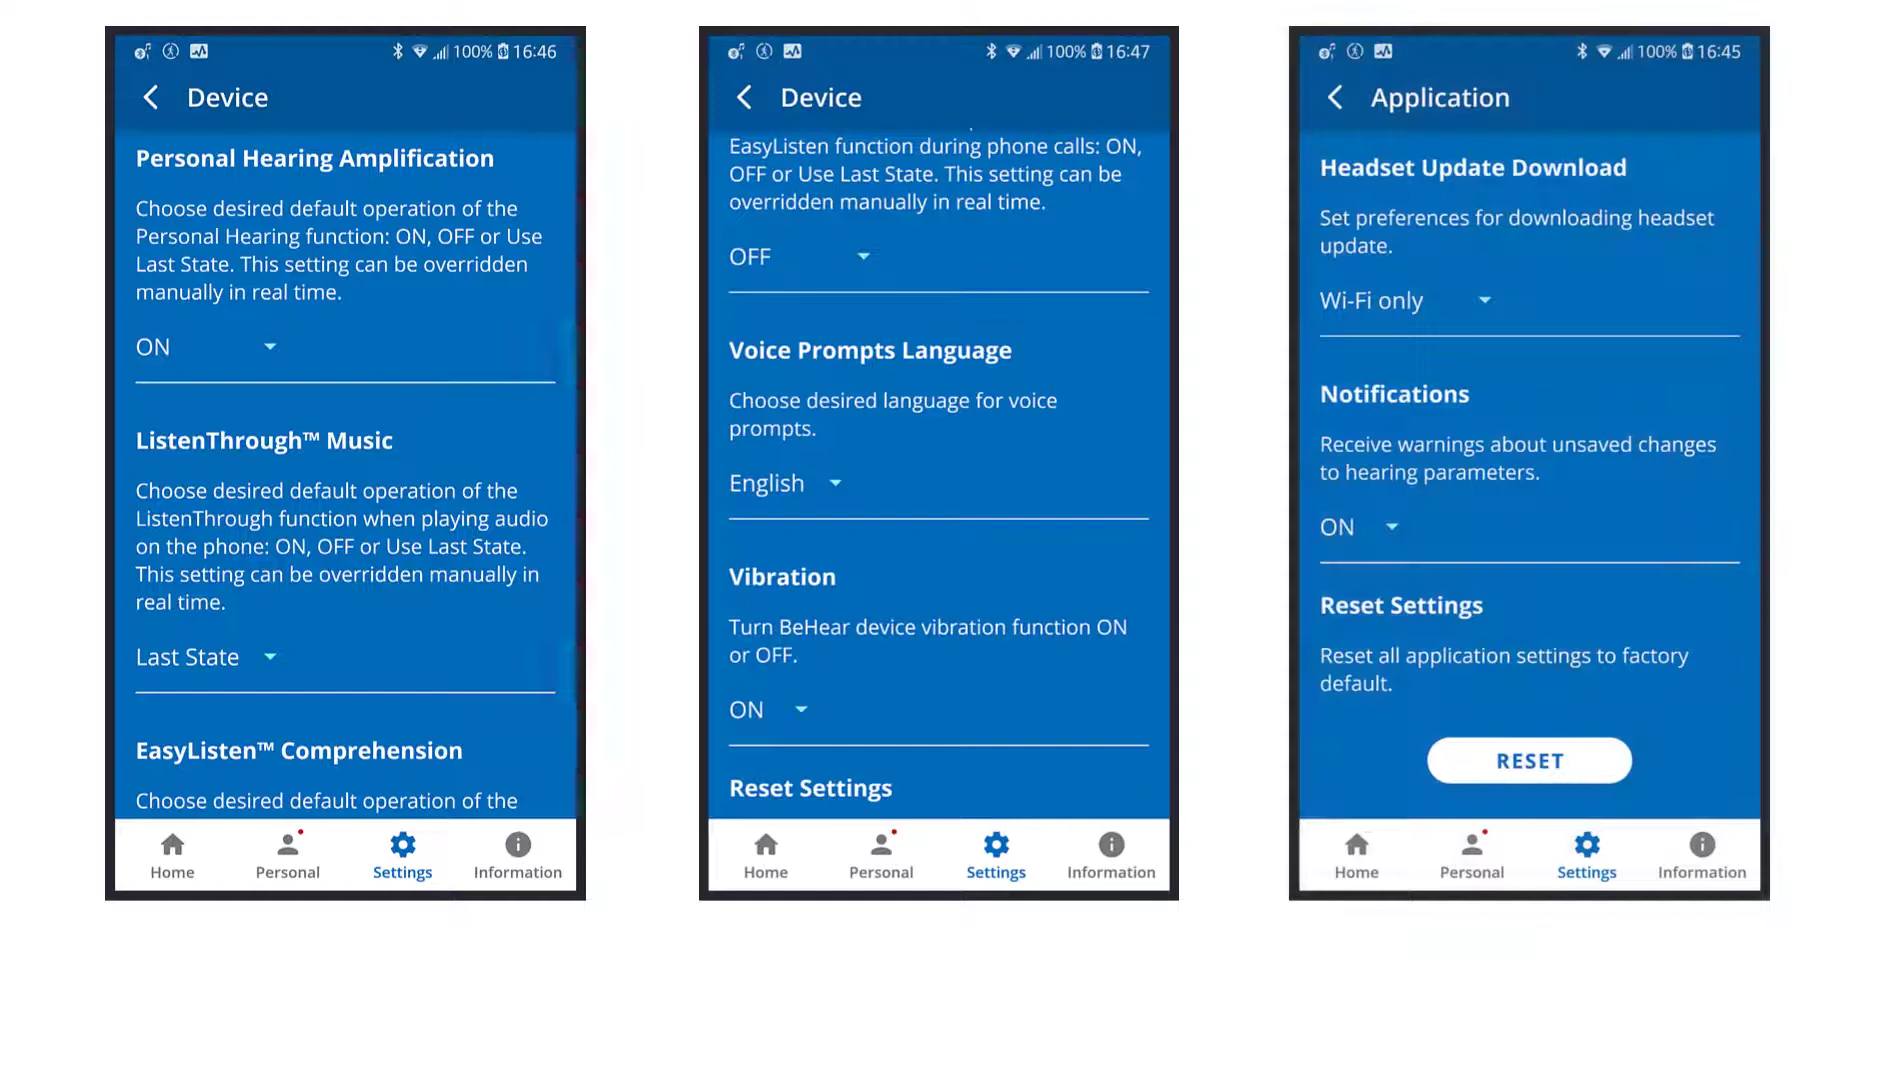 100% 16:46
Device
Personal Hearing Amplification
Choose desired default operation of the
Personal Hearing function: ON, OFF or Use
Last State. This setting can be overridden
manually in real time.
ON
ListenThrough™ Music
Choose desired default operation of the
ListenThrough function when playing audio
on the phone: ON, OFF or Use Last State.
This setting can be overridden manually in
real time.
Last State
EasyListen™ Comprehension
Choose desired default operation of the
Home Personal Settings Information
100% 16:47
Device
EasyListen function during phone calls: ON,
OFF or Use Last State. This setting can be
overridden manually in real time.
OFF
Voice Prompts Language
Choose desired language for voice
prompts.
English
Vibration
Turn BeHear device vibration function ON
or OFF.
ON
Reset Settings
Home Personal Settings Information
100% 16:45
Application
Headset Update Download
Set preferences for downloading headset
update.
Wi-Fi only
Notifications
Receive warnings about unsaved changes
to hearing parameters.
ON
Reset Settings
Reset all application settings to factory
default.
RESET
Home Personal Settings Information